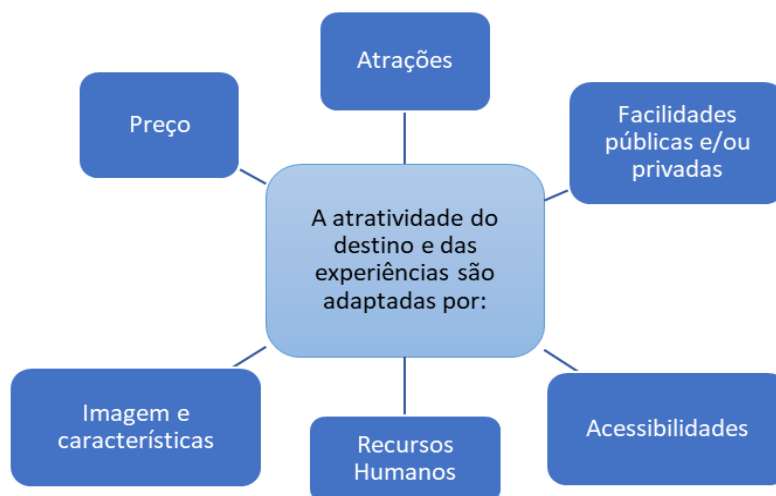 Atrações
Preço
Facilidades
públicas e/ou
privadas
A atratividade do
destino e das
experiências são
adaptadas por:
Imagem e
características
Recursos
Humanos
Acessibilidades